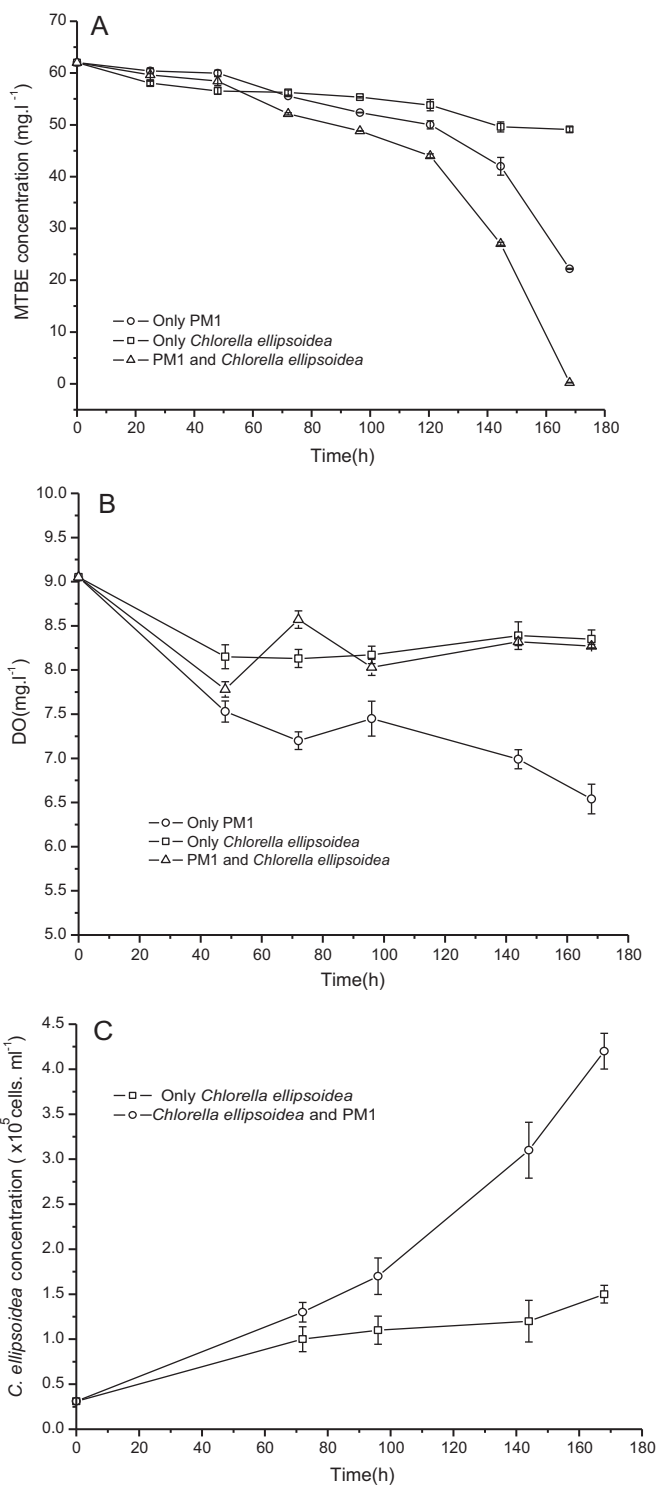 A
MTBE concentration (mg.l⁻¹)
70
60
50
40
30
20
10
0
Only PM1
Only Chlorella ellipsoidea
PM1 and Chlorella ellipsoidea
0 20 40 60 80 100 120 140 160 180
Time(h)
B
DO(mg.l⁻¹)
10.0
9.5
9.0
8.5
8.0
7.5
7.0
6.5
6.0
5.5
5.0
Only PM1
Only Chlorella ellipsoidea
PM1 and Chlorella ellipsoidea
0 20 40 60 80 100 120 140 160 180
Time(h)
C
C. ellipsoidea concentration ( x10⁵cells. ml⁻¹)
4.5
4.0
3.5
3.0
2.5
2.0
1.5
1.0
0.5
0.0
Only Chlorella ellipsoidea
Chlorella ellipsoidea and PM1
0 20 40 60 80 100 120 140 160 180
Time(h)